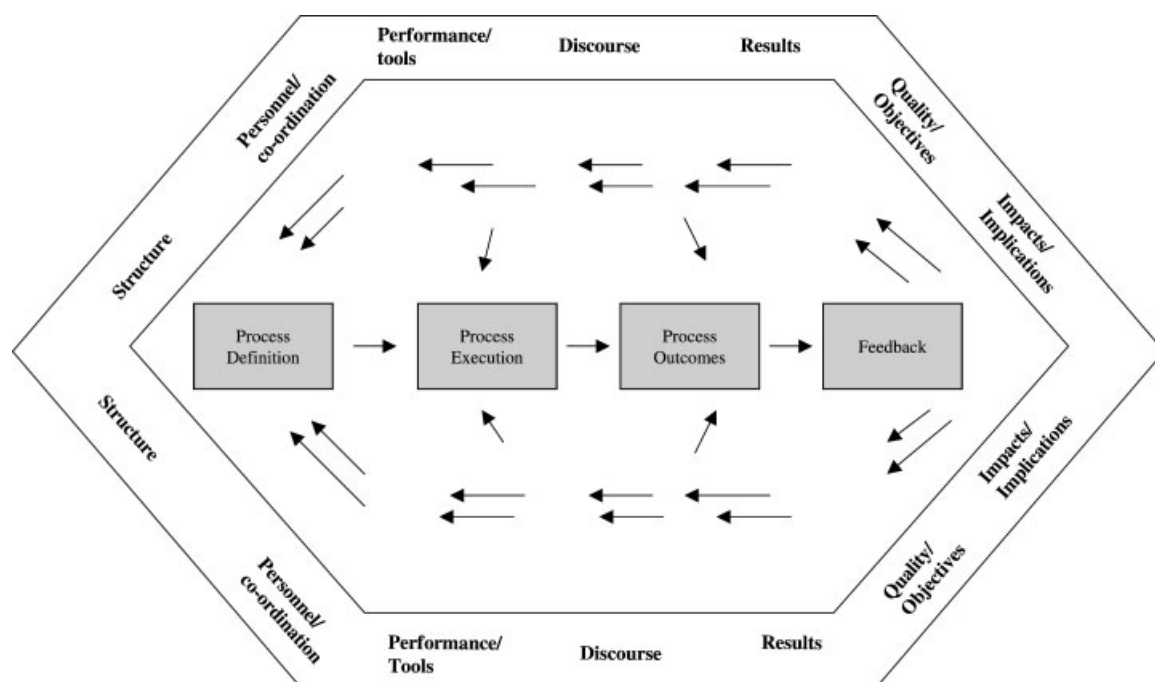 Performance/
tools
Discourse
Results
Personnel/
co-ordination
Quality/
Objectives
Structure
Impacts/
Implications
Process
Definition
Process
Execution
Process
Outcomes
Feedback
Structure
Impacts/
Implications
Personnel/
co-ordination
Quality/
Objectives
Performance/
Tools
Discourse
Results